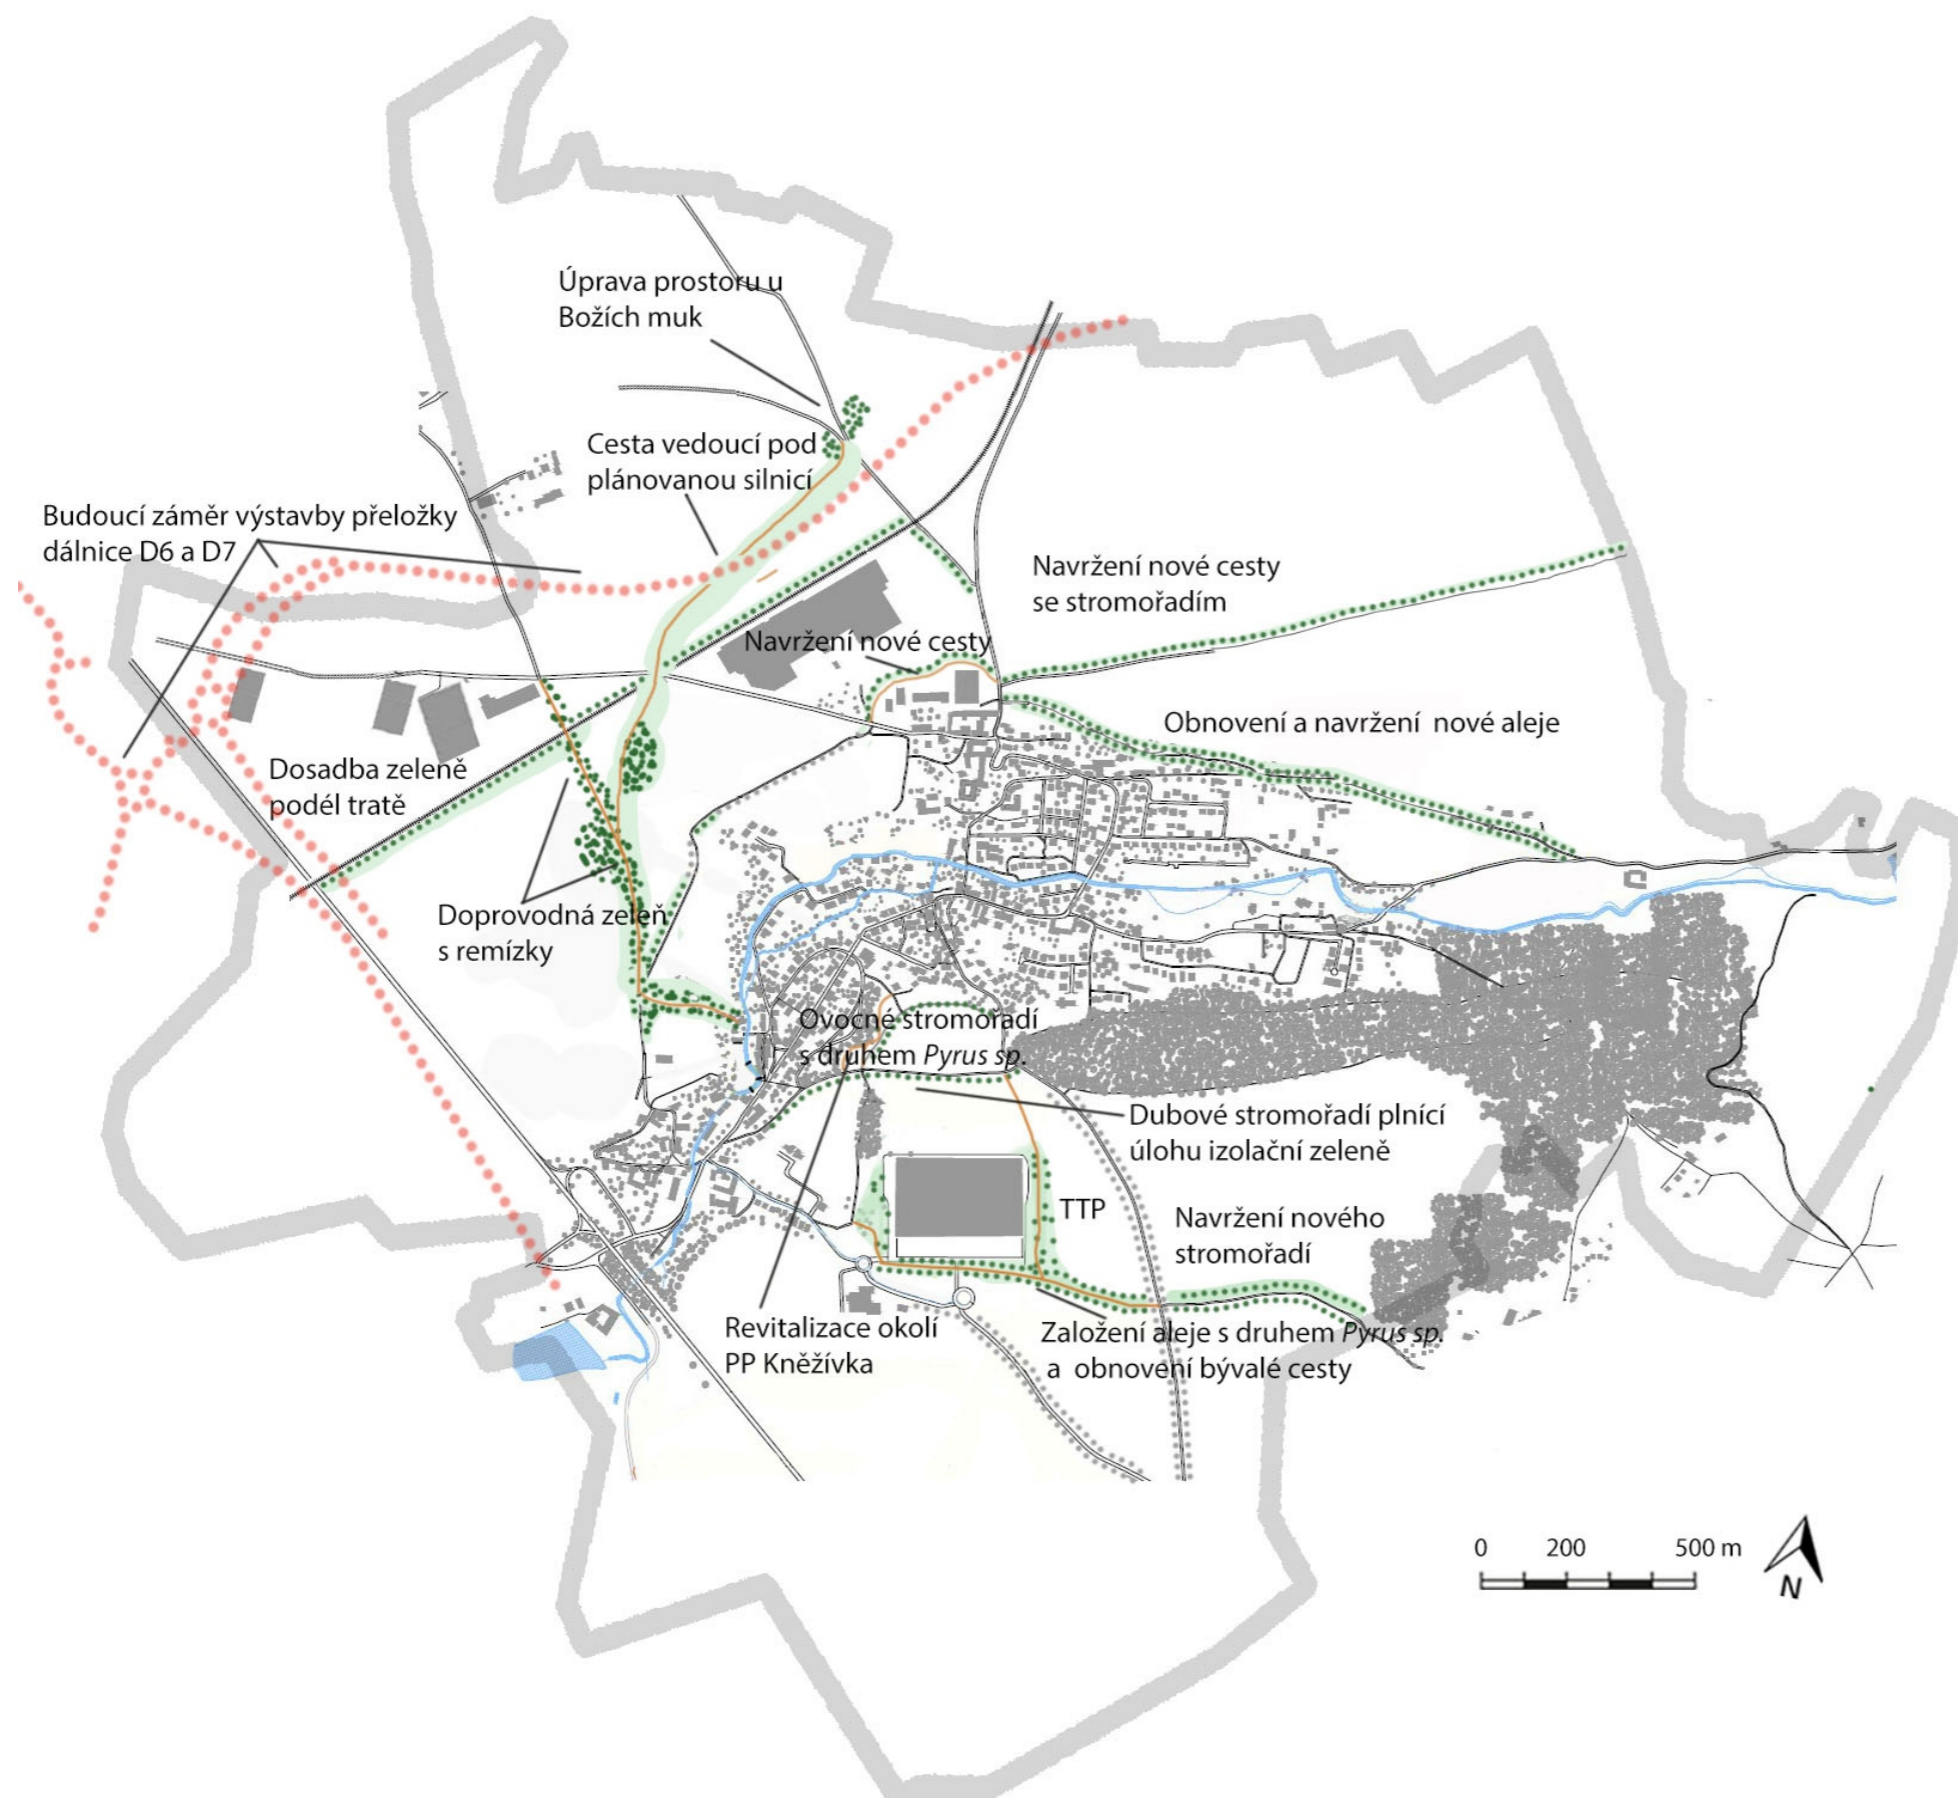 Úprava prostoru u
Božích muk
Cesta vedoucí pod
plánovanou silnicí
Budoucí záměr výstavby přeložky
dálnice D6 a D7
Navržení nové cesty
se stromořadím
Navržení nové cesty
Obnovení a navržení nové aleje
Dosadba zeleně
podél tratě
Doprovodná zeleň
s remízky
Ovocné stromořadí
s druhem Pyrus sp.
Dubové stromořadí plnící
úlohu izolační zeleně
TTP
Navržení nového
stromořadí
Revitalizace okolí
PP Kněžívka
Založení aleje s druhem Pyrus sp.
a obnovení bývalé cesty
0 200 500 m
N